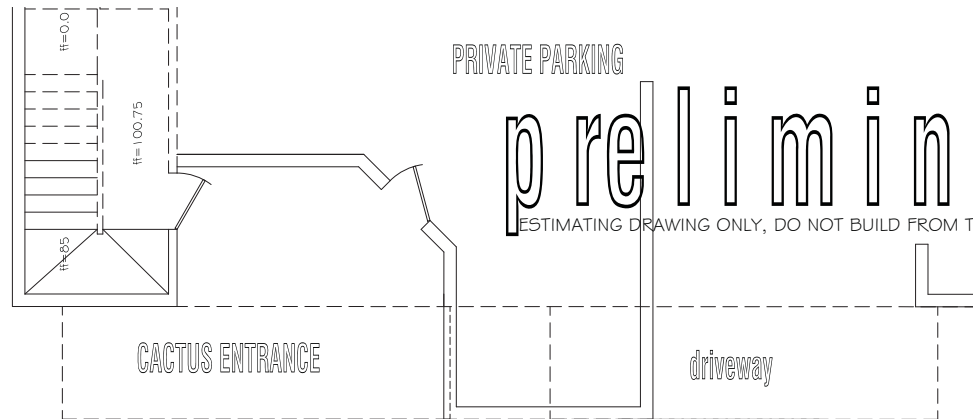 ff=0.0
PRIVATE PARKING
ff=100.75
prelimin
ESTIMATING DRAWING ONLY, DO NOT BUILD FROM T
ff=85
CACTUS ENTRANCE
driveway